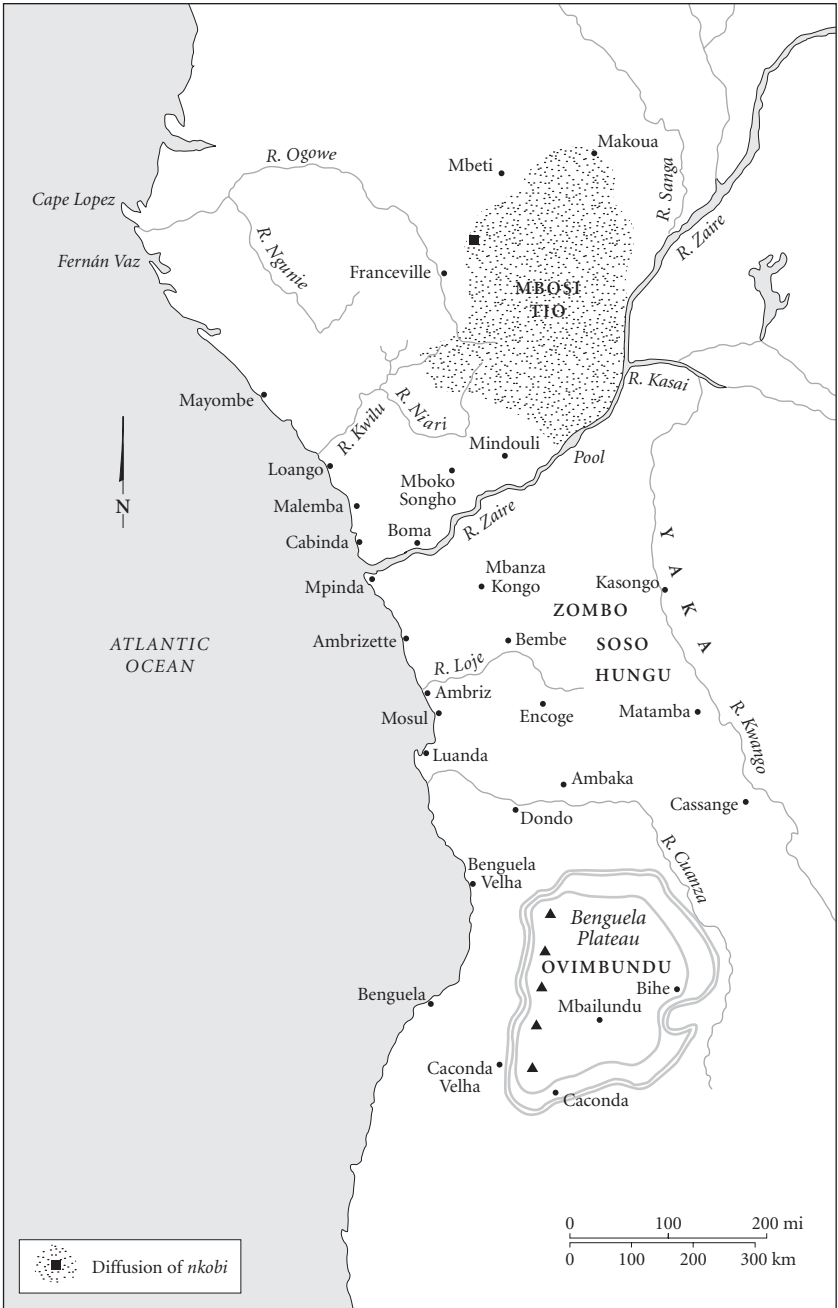 Makoua
Mbeti
R. Ogowe
R. Sanga
Cape Lopez
R. Zaire
Fernán Vaz
R. Ngunie
Franceville
MBOSI
TIO
R. Kasai
Mayombe
R. Niari
R. Kwilu
Mindouli
Pool
Loango
Mboko
Songho
N
Malemba
R. Zaire
Boma
Cabinda
YAKA
Mbanza
Kongo
Kasongo
Mpinda
ZOMBO
ATLANTIC
OCEAN
Ambrizette
Bembe
SOSO
R. Loje
HUNGU
Ambriz
Mosul
Encoge
Matamba
R. Kwango
Luanda
Ambaka
Cassange
Dondo
R. Cuanza
Benguela
Velha
Benguela
Plateau
OVIMBUNDU
Bihe
Benguela
Mbailundu
Caconda
Velha
Caconda
0 100 200 mi
0 100 200 300 km
Diffusion of nkobi